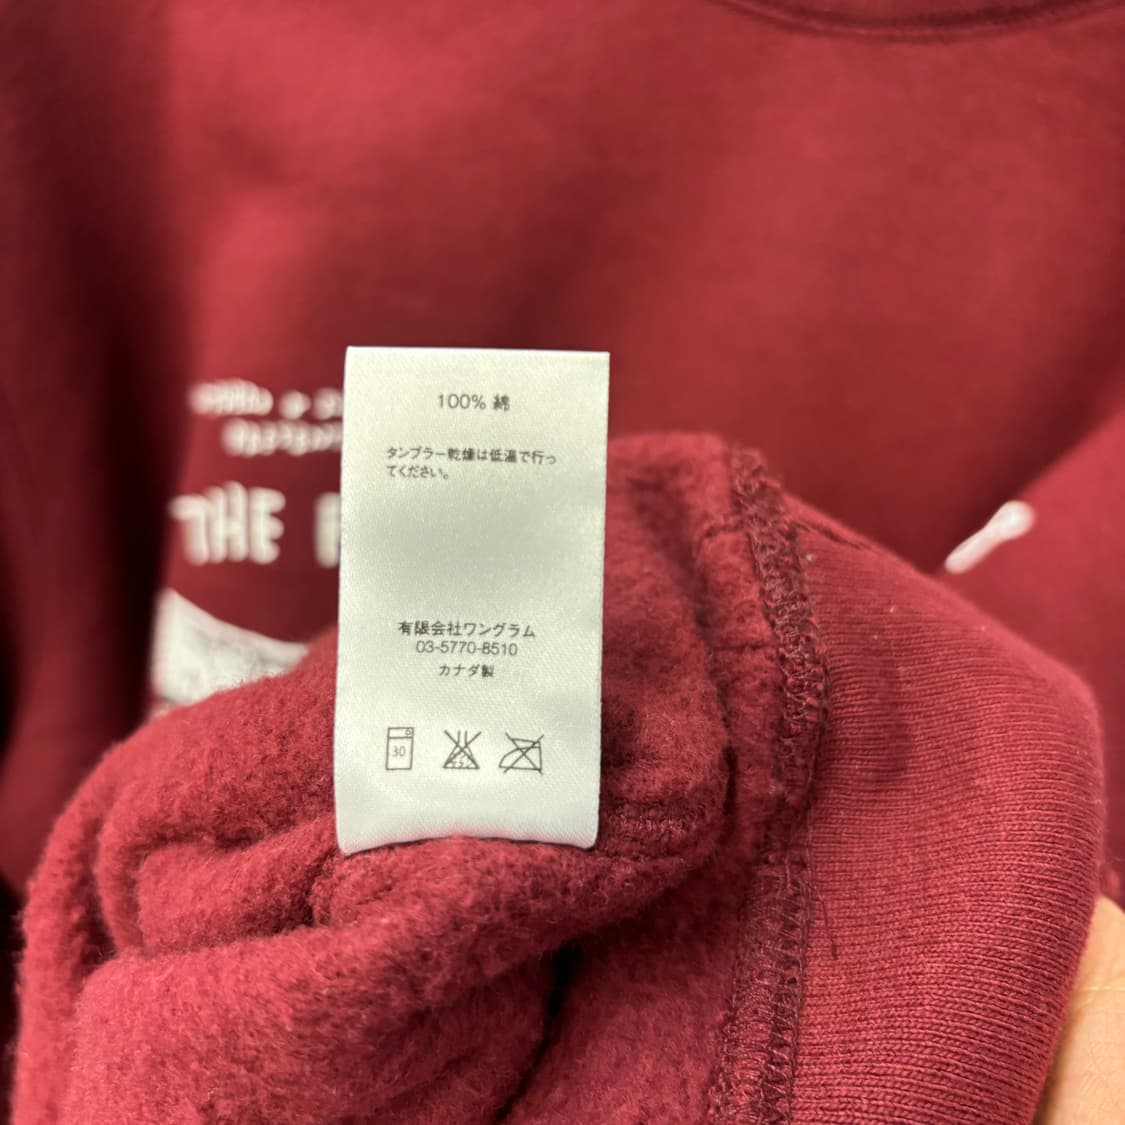 THE
100% 綿
タンブラー乾燥は低温で行っ
てください。
有限会社ワングラム
03-5770-8510
カナダ製
30